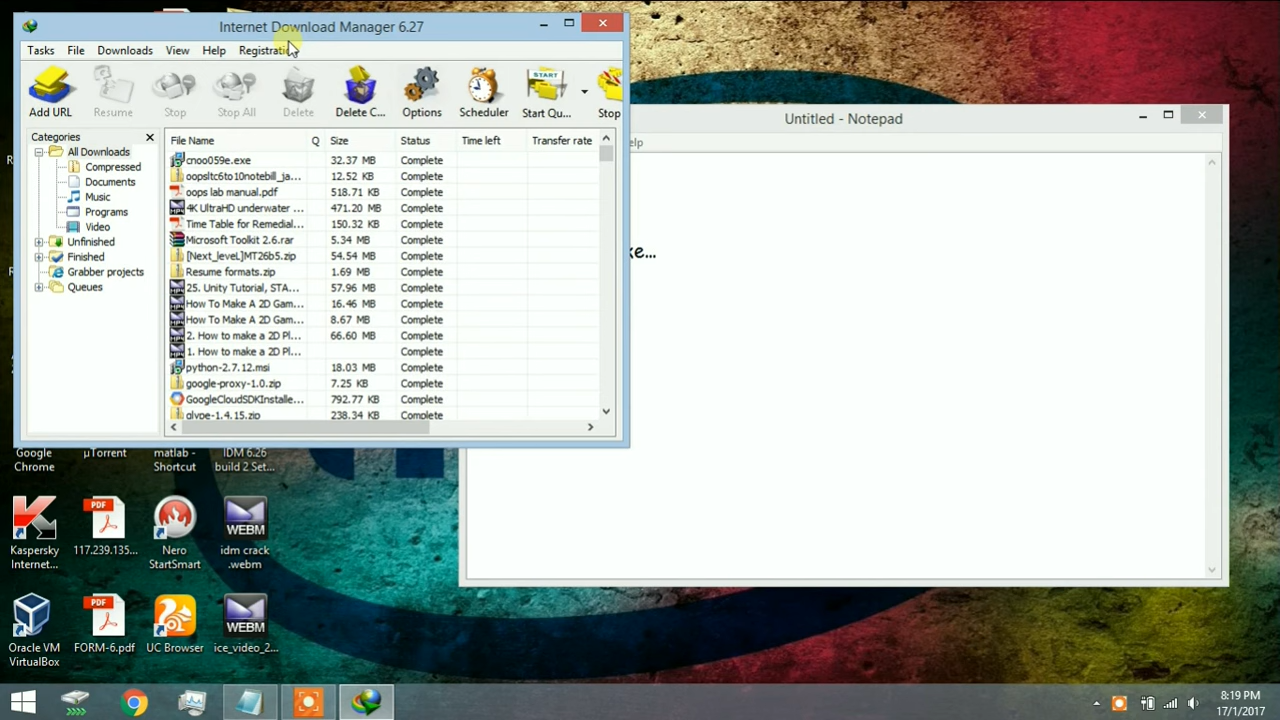 Internet Download Manager 6.27
Tasks File Downloads View Help Registration
Add URL Resume Stop Stop All Delete Delete C... Options Scheduler START Start Qu... Stop
Categories
All Downloads
Compressed
Documents
Music
Programs
Video
Unfinished
Finished
Grabber projects
Queues
File Name Q Size Status Time left Transfer rate
cnoo059e.exe 32.37 MB Complete
oopsltc6to10notebill_ja... 12.52 KB Complete
oops lab manual.pdf 518.71 KB Complete
4K UltraHD underwater ... 471.20 MB Complete
Time Table for Remedial... 150.32 KB Complete
Microsoft Toolkit 2.6.rar 5.34 MB Complete
[Next_leveL]MT26b5.zip 54.54 MB Complete
Resume formats.zip 1.69 MB Complete
25. Unity Tutorial, STA... 57.96 MB Complete
How To Make A 2D Gam... 16.46 MB Complete
How To Make A 2D Gam... 8.67 MB Complete
2. How to make a 2D Pl... 66.60 MB Complete
1. How to make a 2D Pl... Complete
python-2.7.12.msi 18.03 MB Complete
google-proxy-1.0.zip 7.25 KB Complete
GoogleCloudSDKInstalle... 792.77 KB Complete
glype-1.4.15.zip 238.34 KB Complete
Untitled - Notepad
elp
ke...
Google Chrome
µTorrent
matlab - Shortcut
IDM 6.26 build 2 Set...
Kaspersky Internet...
PDF
117.239.135...
Nero StartSmart
WEBM
idm crack .webm
Oracle VM VirtualBox
PDF
FORM-6.pdf
UC Browser
WEBM
ice_video_2...
8:19 PM
17/1/2017